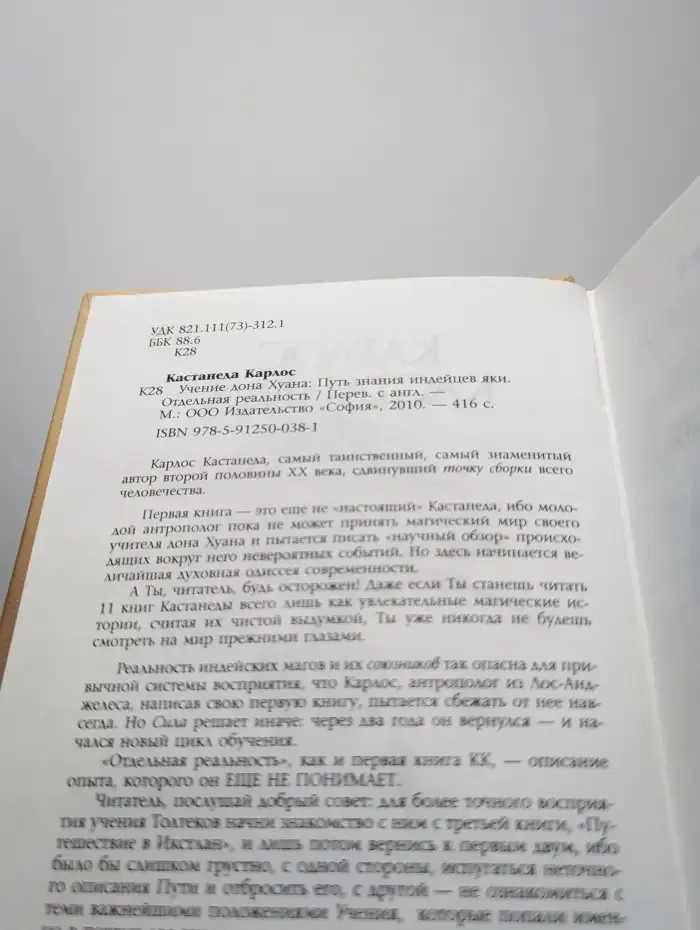 УДК 821.111(73)-312.1
ББК 88.6
К28
Кастанеда Карлос
К28 Учение дона Хуана: Путь знания индейцев яки.
Отдельная реальность / Перев. с англ. —
М.: ООО Издательство «София», 2010. — 416 с.
ISBN 978-5-91250-038-1
Карлос Кастанеда, самый таинственный, самый знаменитый
автор второй половины XX века, сдвинувший точку сборки всего
человечества.
Первая книга — это еще не «настоящий» Кастанеда, ибо моло-
дой антрополог пока не может принять магический мир своего
учителя дона Хуана и пытается писать «научный обзор» происхо-
дящих вокруг него невероятных событий. Но здесь начинается ве-
личайшая духовная одиссея современности.
А Ты, читатель, будь осторожен! Даже если Ты станешь читать
11 книг Кастанеды всего лишь как увлекательные магические ис-
тории, считая их чистой выдумкой, Ты уже никогда не будешь
смотреть на мир прежними глазами.
Реальность индейских магов и их союзников так опасна для при-
вычной системы восприятия, что Карлос, антрополог из Лос-Анд-
желеса, написав свою первую книгу, пытается сбежать от нее нав-
сегда. Но Сила решает иначе: через два года он вернулся — и на-
чался новый цикл обучения.
«Отдельная реальность», как и первая книга КК, — описание
опыта, которого он ЕЩЕ НЕ ПОНИМАЕТ.
Читатель, послушай добрый совет: для более точного восприя-
тия учения Толтеков начни знакомство с ним с третьей книги, «Пу-
тешествие в Икстлан», и лишь потом вернись к первым двум, ибо
было бы слишком грустно, с одной стороны, испугаться неточно-
го описания Пути и отбросить его, с другой — не ознакомиться с
теми важнейшими положениями Учения, которые попали имен-